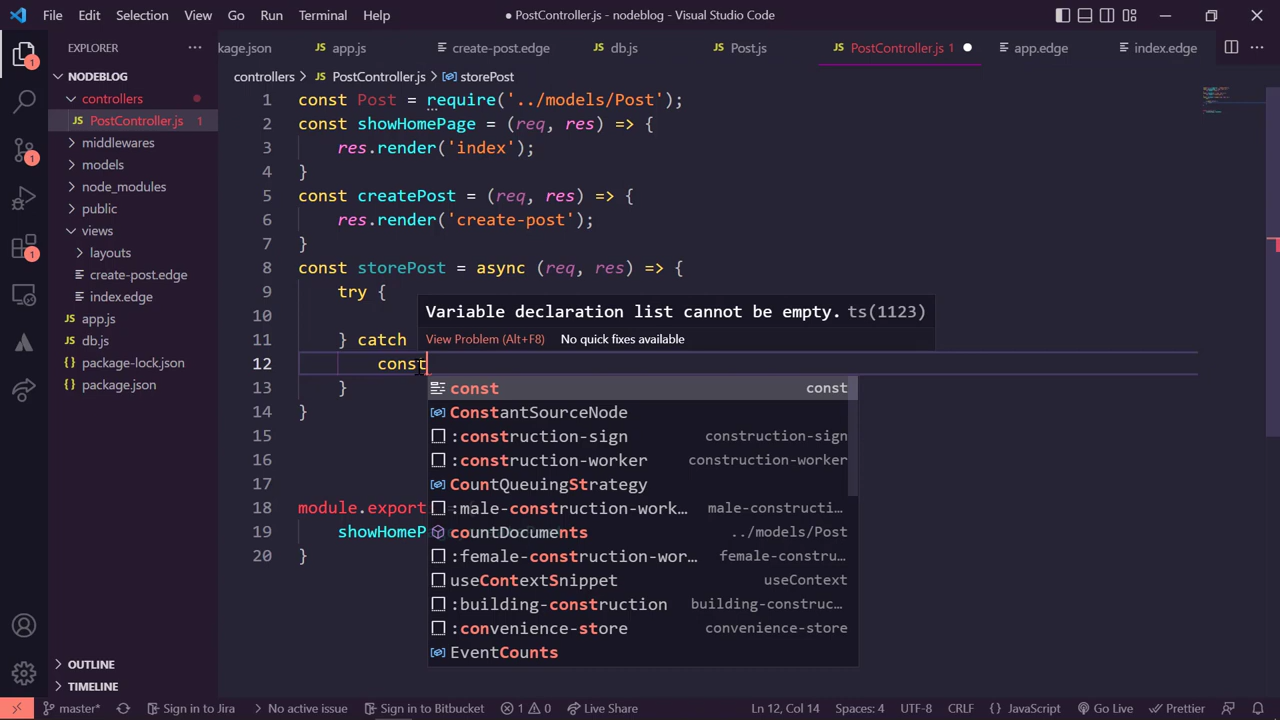 File Edit Selection View Go Run Terminal Help ● PostController.js - nodeblog - Visual Studio Code
EXPLORER
kage.json app.js create-post.edge db.js Post.js PostController.js 1 app.edge index.edge
NODEBLOG
controllers
PostController.js 1
middlewares
models
node_modules
public
views
layouts
create-post.edge
index.edge
app.js
db.js
package-lock.json
package.json
OUTLINE
TIMELINE
controllers > PostController.js > storePost
1 const Post = require('../models/Post');
2 const showHomePage = (req, res) => {
3 res.render('index');
4 }
5 const createPost = (req, res) => {
6 res.render('create-post');
7 }
8 const storePost = async (req, res) => {
9 try {
10
11 } catch
12 const
13 }
14 }
15
16
17
18 module.export
19 showHomeP
20 }
Variable declaration list cannot be empty. ts(1123)
View Problem (Alt+F8) No quick fixes available
const const
ConstantSourceNode
:construction-sign construction-sign
:construction-worker construction-worker
CountQueuingStrategy
:male-construction-work... male-constructi...
countDocuments ../models/Post
:female-construction-wor... female-constru...
useContextSnippet useContext
:building-construction building-construc...
:convenience-store convenience-store
EventCounts
master* Sign in to Jira No active issue Sign in to Bitbucket 1 0 Live Share Ln 12, Col 14 Spaces: 4 UTF-8 CRLF JavaScript Go Live Prettier